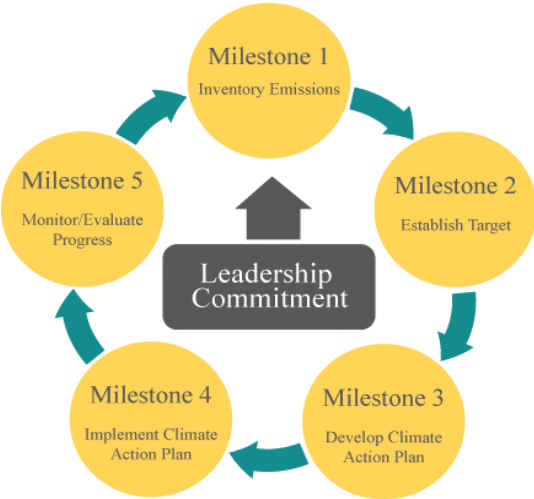 Milestone 1
Inventory Emissions
Milestone 2
Establish Target
Milestone 3
Develop Climate
Action Plan
Milestone 4
Implement Climate
Action Plan
Milestone 5
Monitor/Evaluate
Progress
Leadership
Commitment